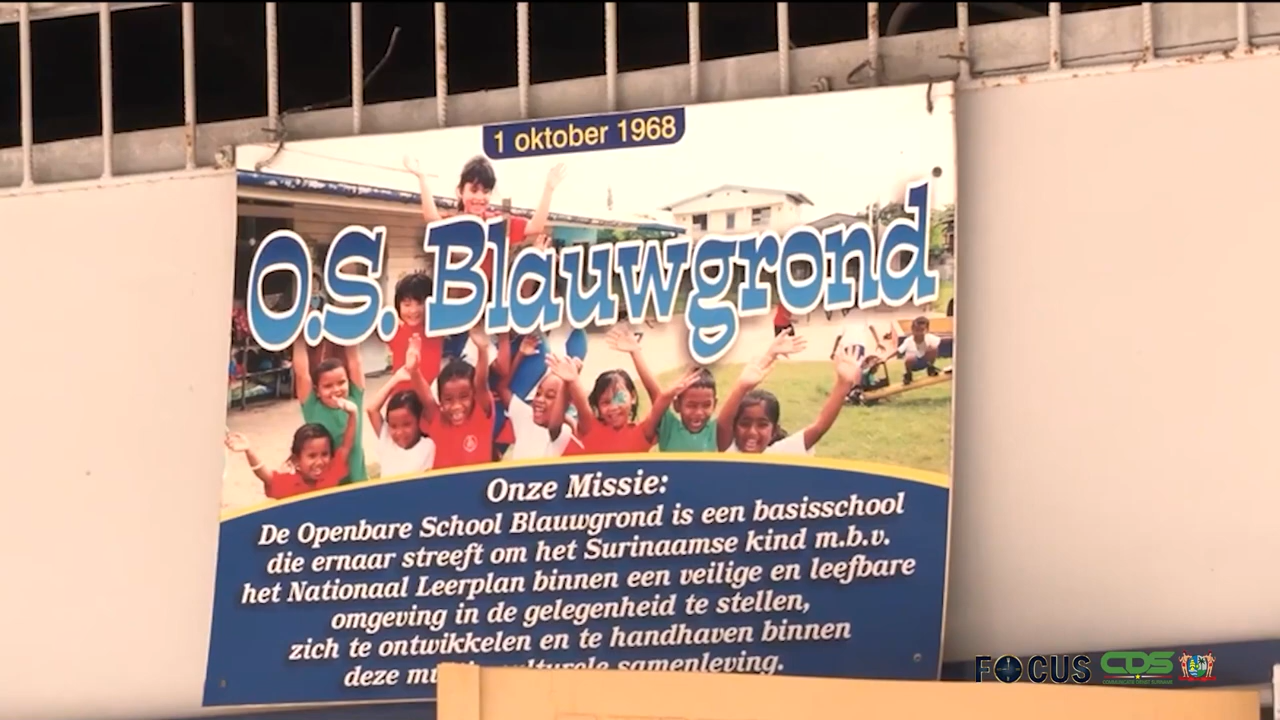 1 oktober 1968
O.S. Blauwgrond
Onze Missie:
De Openbare School Blauwgrond is een basisschool
die ernaar streeft om het Surinaamse kind m.b.v.
het Nationaal Leerplan binnen een veilige en leefbare
omgeving in de gelegenheid te stellen,
zich te ontwikkelen en te handhaven binnen
deze samenleving.
FOCUS CDS